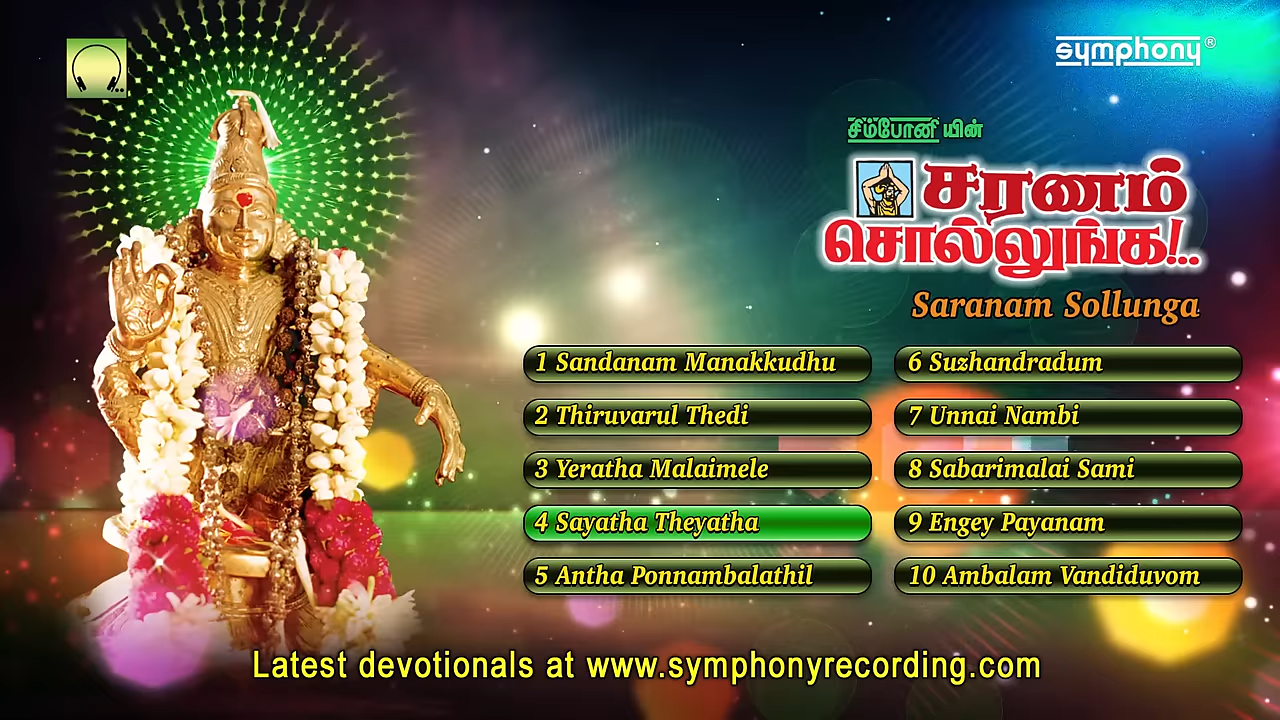 symphony®
சிம்போனி யின்
சரணம்
சொல்லுங்க!..
Saranam Sollunga
1 Sandanam Manakkudhu
2 Thiruvarul Thedi
3 Yeratha Malaimele
4 Sayatha Theyatha
5 Antha Ponnambalathil
6 Suzhandradum
7 Unnai Nambi
8 Sabarimalai Sami
9 Engey Payanam
10 Ambalam Vandiduvom
Latest devotionals at www.symphonyrecording.com